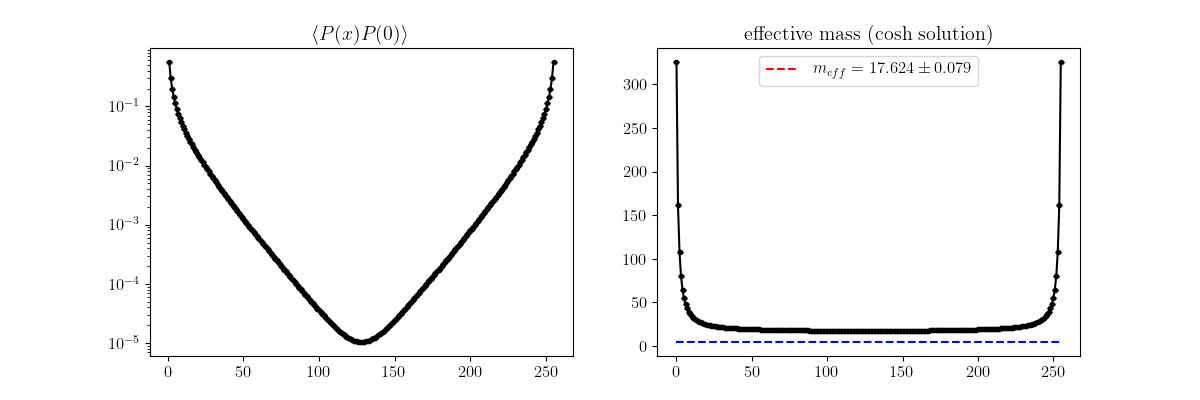 ⟨P(x)P(0)⟩
10⁻¹
10⁻²
10⁻³
10⁻⁴
10⁻⁵
0 50 100 150 200 250
effective mass (cosh solution)
m_{eff} = 17.624 ± 0.079
300
250
200
150
100
50
0
0 50 100 150 200 250